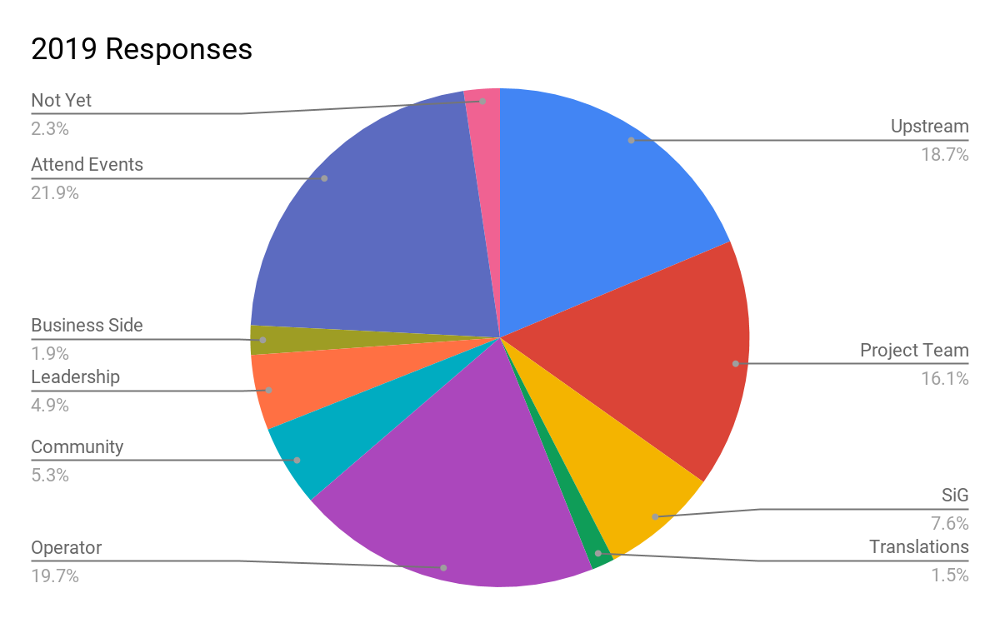 2019 Responses
Not Yet
2.3%
Attend Events
21.9%
Business Side
1.9%
Leadership
4.9%
Community
5.3%
Operator
19.7%
Upstream
18.7%
Project Team
16.1%
SiG
7.6%
Translations
1.5%